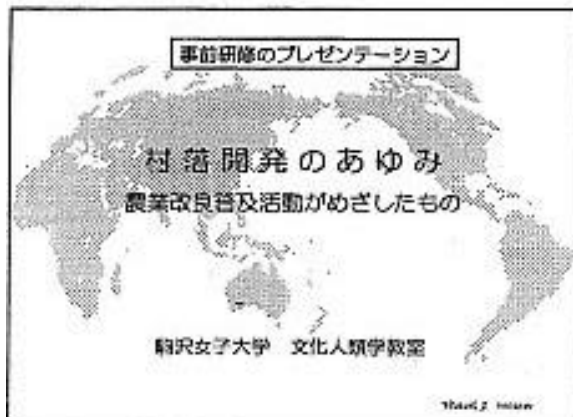 事前研修のプレゼンテーション
村落開発のあゆみ
農業改良普及活動がめざしたもの
駒沢女子大学 文化人類学教室